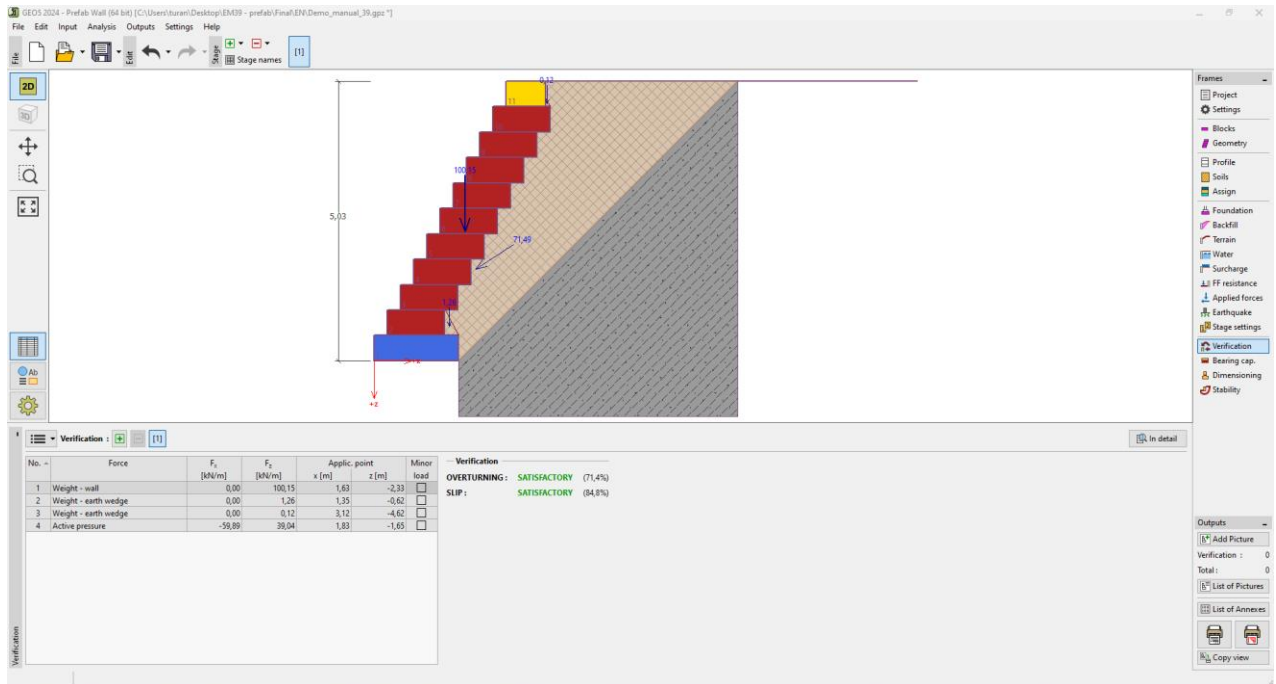 GEO5 2024 - Prefab Wall (64 bit) [C:\Users\turan\Desktop\EM39 - prefab\Final\EN\Demo_manual_39.gpz *]
File Edit Input Analysis Outputs Settings Help
File
Edit
Stage
Stage names
[1]
2D
3D
Ab
0,12
11
100,15
5,03
71,49
1,26
+x
+z
Frames
Project
Settings
Blocks
Geometry
Profile
Soils
Assign
Foundation
Backfill
Terrain
Water
Surcharge
FF resistance
Applied forces
Earthquake
Stage settings
Verification
Bearing cap.
Dimensioning
Stability
Verification : [1]
In detail
No. Force Fx Fz Applic. point Minor
[kN/m] [kN/m] x [m] z [m] load
1 Weight - wall 0,00 100,15 1,63 -2,33
2 Weight - earth wedge 0,00 1,26 1,35 -0,62
3 Weight - earth wedge 0,00 0,12 3,12 -4,62
4 Active pressure -59,89 39,04 1,83 -1,65
Verification
OVERTURNING : SATISFACTORY (71,4%)
SLIP : SATISFACTORY (84,8%)
Verification
Outputs
Add Picture
Verification : 0
Total : 0
List of Pictures
List of Annexes
Copy view